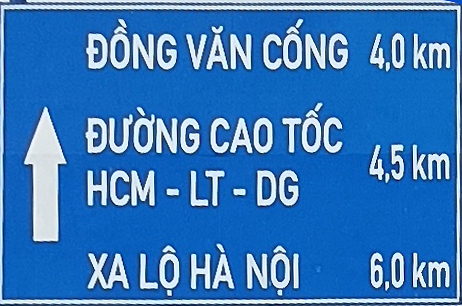 ĐỒNG VĂN CỐNG 4,0 km
ĐƯỜNG CAO TỐC
HCM - LT - DG 4,5 km
XA LỘ HÀ NỘI 6,0 km